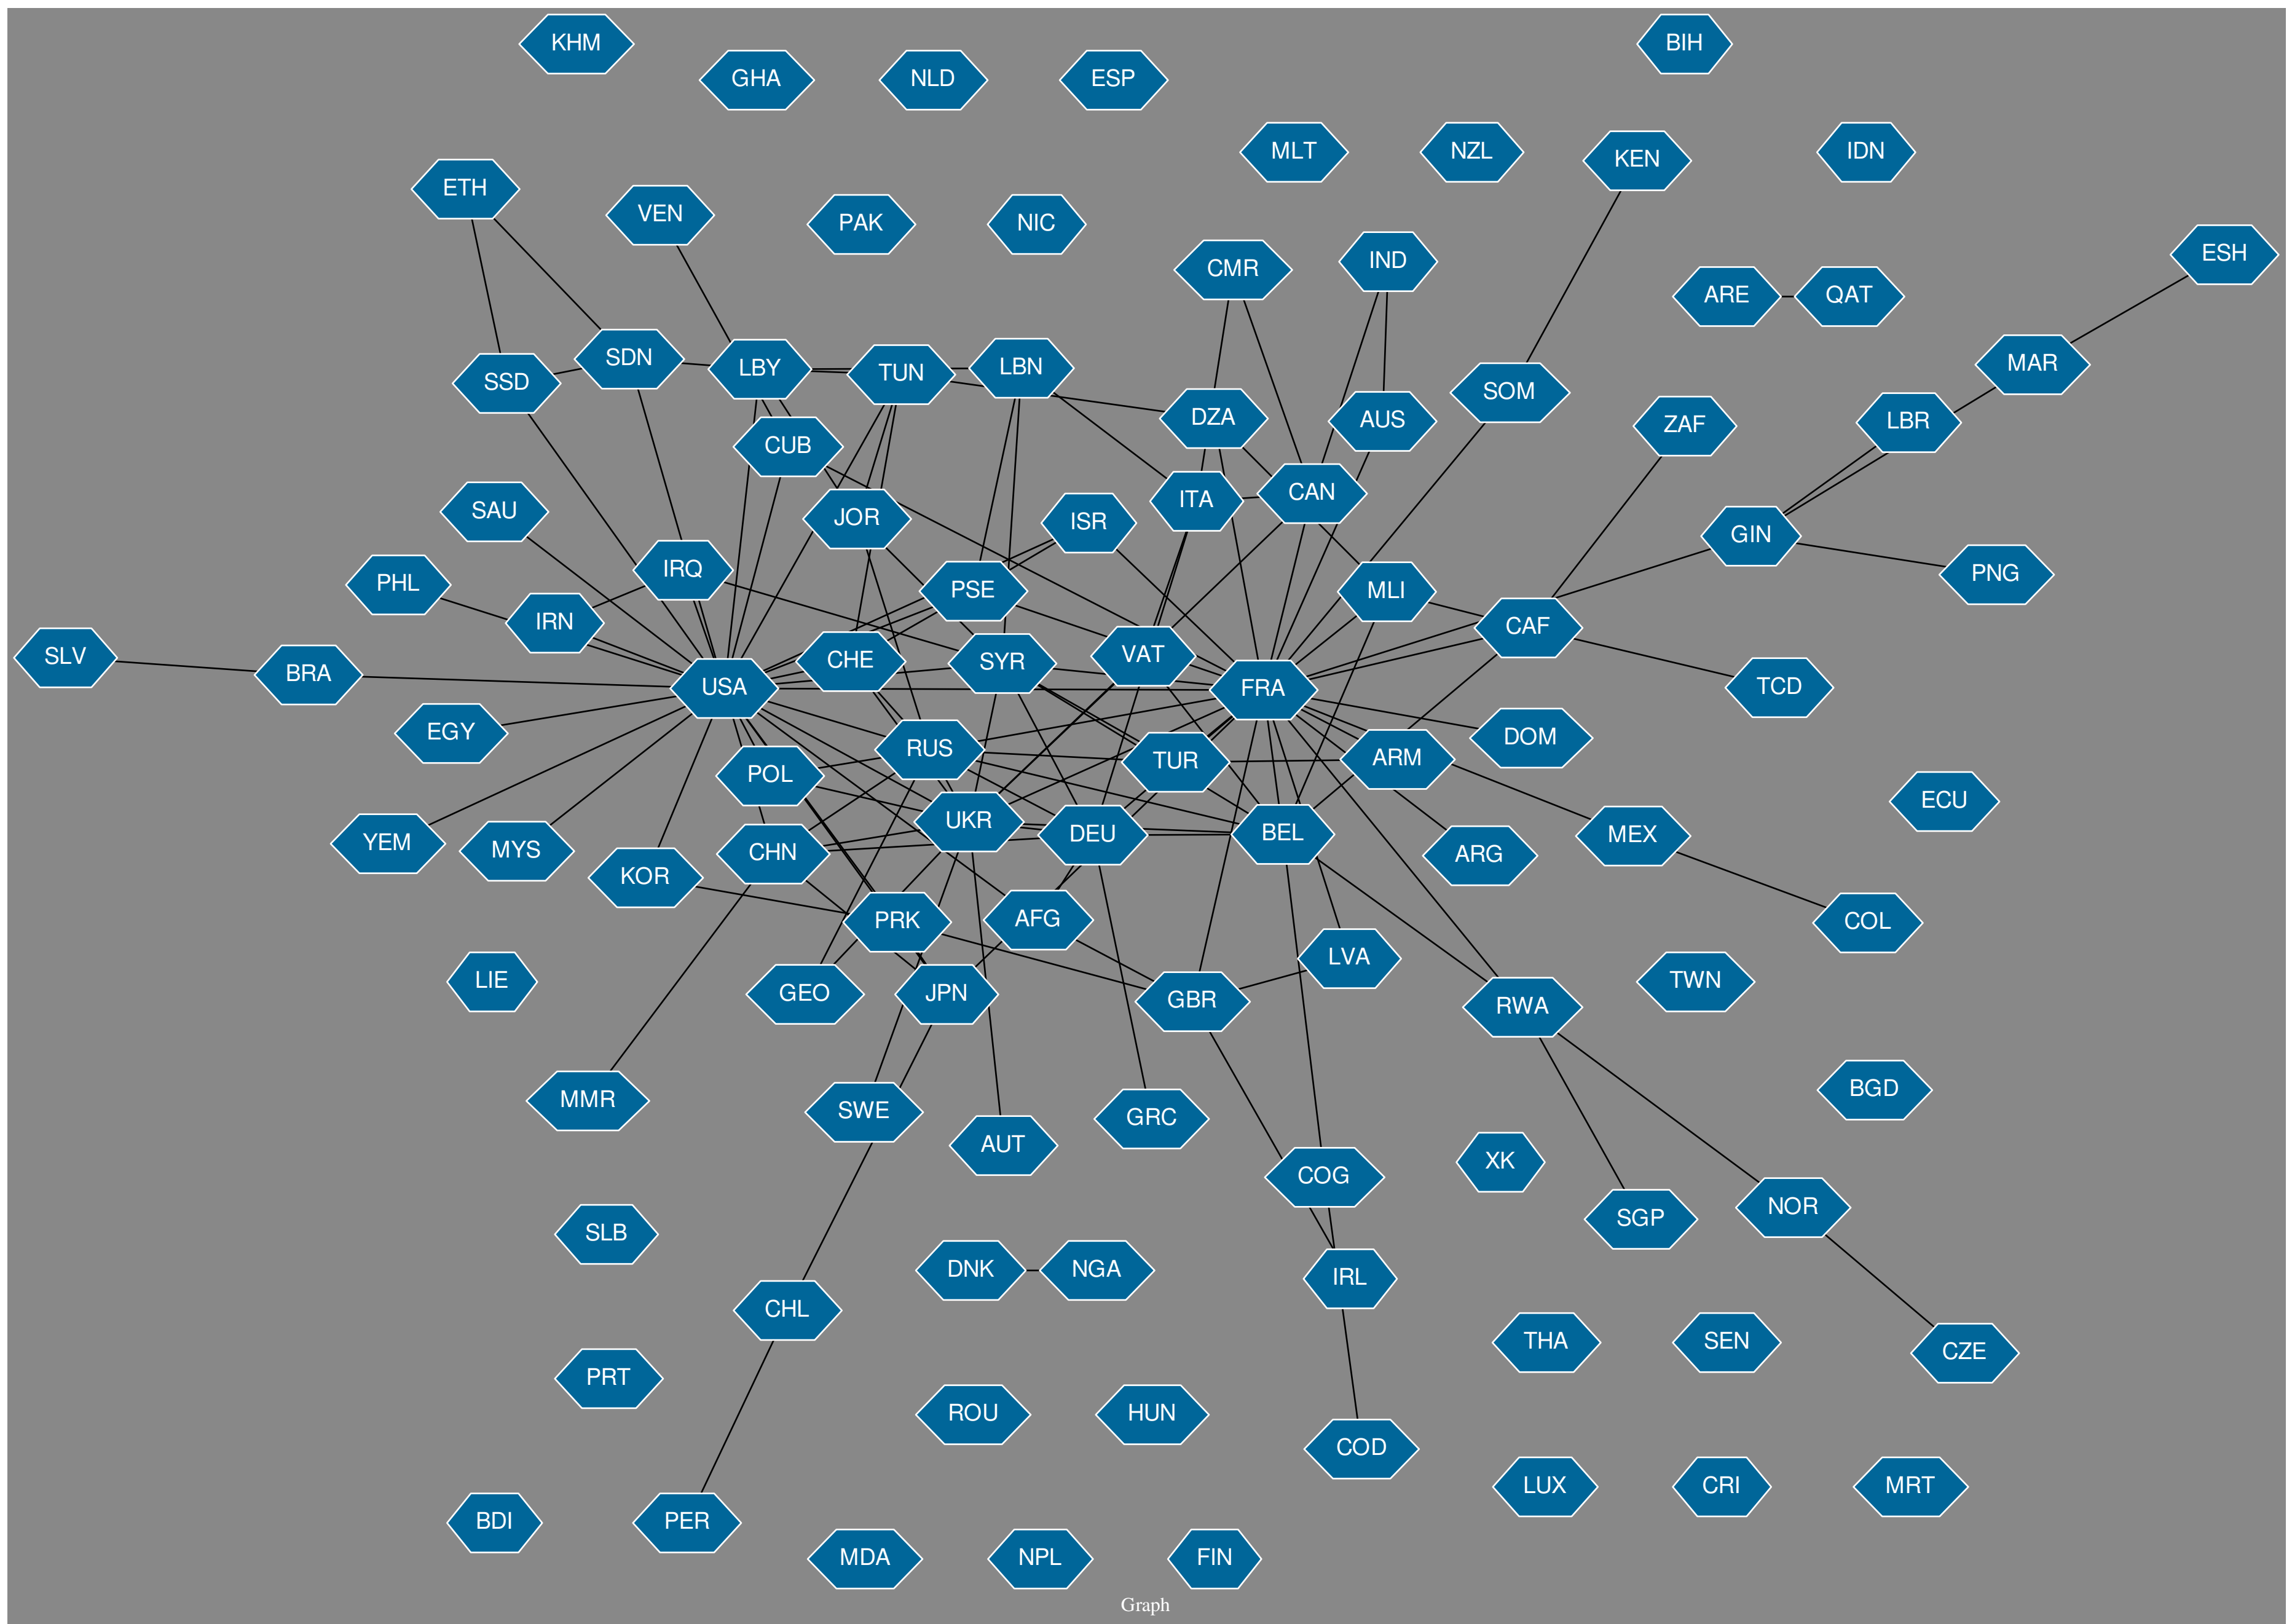 KHM
BIH
GHA
NLD
ESP
MLT
NZL
KEN
IDN
ETH
VEN
PAK
NIC
CMR
IND
ESH
ARE
QAT
SDN
LBY
TUN
LBN
MAR
SSD
DZA
AUS
SOM
ZAF
LBR
CUB
SAU
JOR
ISR
ITA
CAN
GIN
PHL
IRQ
PSE
MLI
PNG
IRN
CAF
SLV
BRA
USA
CHE
SYR
VAT
FRA
TCD
EGY
RUS
DOM
POL
TUR
ARM
ECU
YEM
MYS
CHN
UKR
DEU
BEL
ARG
MEX
KOR
PRK
AFG
COL
LIE
GEO
JPN
GBR
LVA
RWA
TWN
MMR
SWE
AUT
GRC
BGD
COG
XK
SGP
NOR
SLB
DNK
NGA
IRL
CHL
THA
SEN
CZE
PRT
ROU
HUN
COD
LUX
CRI
MRT
BDI
PER
MDA
NPL
FIN
Graph